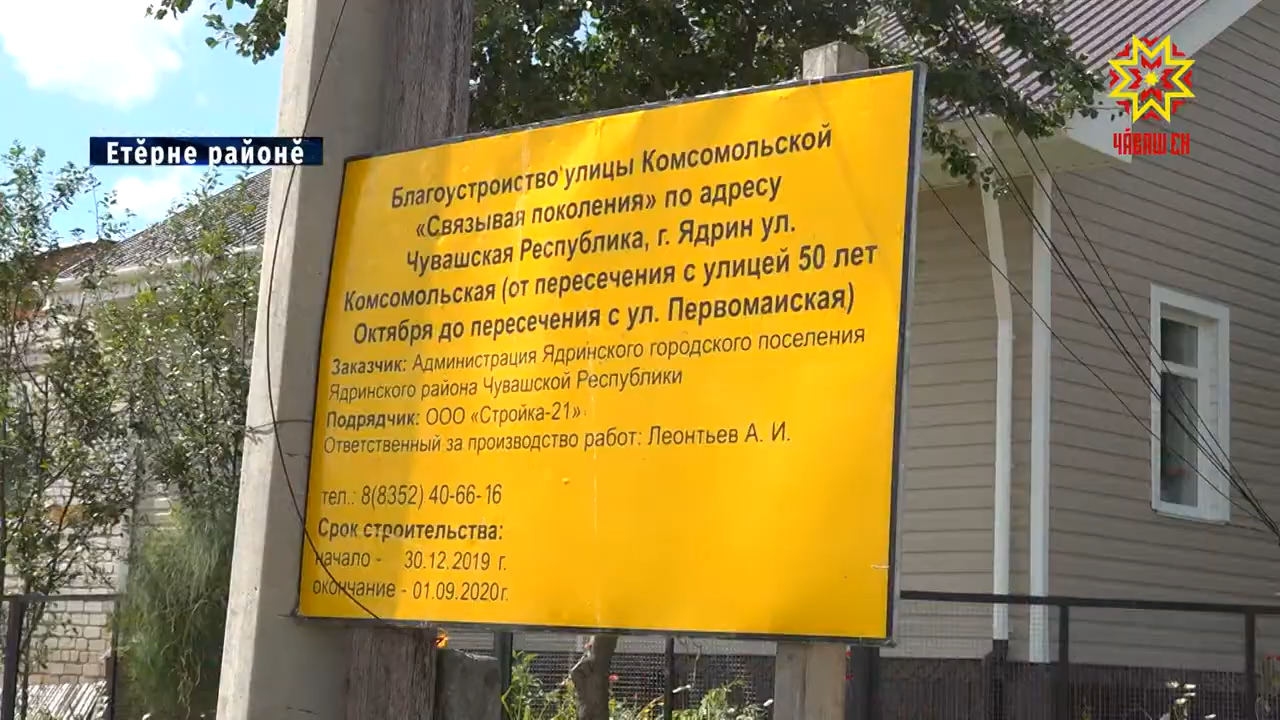 Етĕрне районĕ
ЧĂВАШ ЕН
Благоустроиство улицы Комсомольской
«Связывая поколения» по адресу
Чувашская Республика, г. Ядрин ул.
Комсомольская (от пересечения с улицей 50 лет
Октября до пересечения с ул. Первомаиская)
Заказчик: Администрация Ядринского городского поселения
Ядринского района Чувашской Республики
Подрядчик: ООО «Стройка-21»
Ответственный за производство работ: Леонтьев А. И.
тел.: 8(8352) 40-66-16
Срок строительства:
начало - 30.12.2019 г.
окончание - 01.09.2020г.